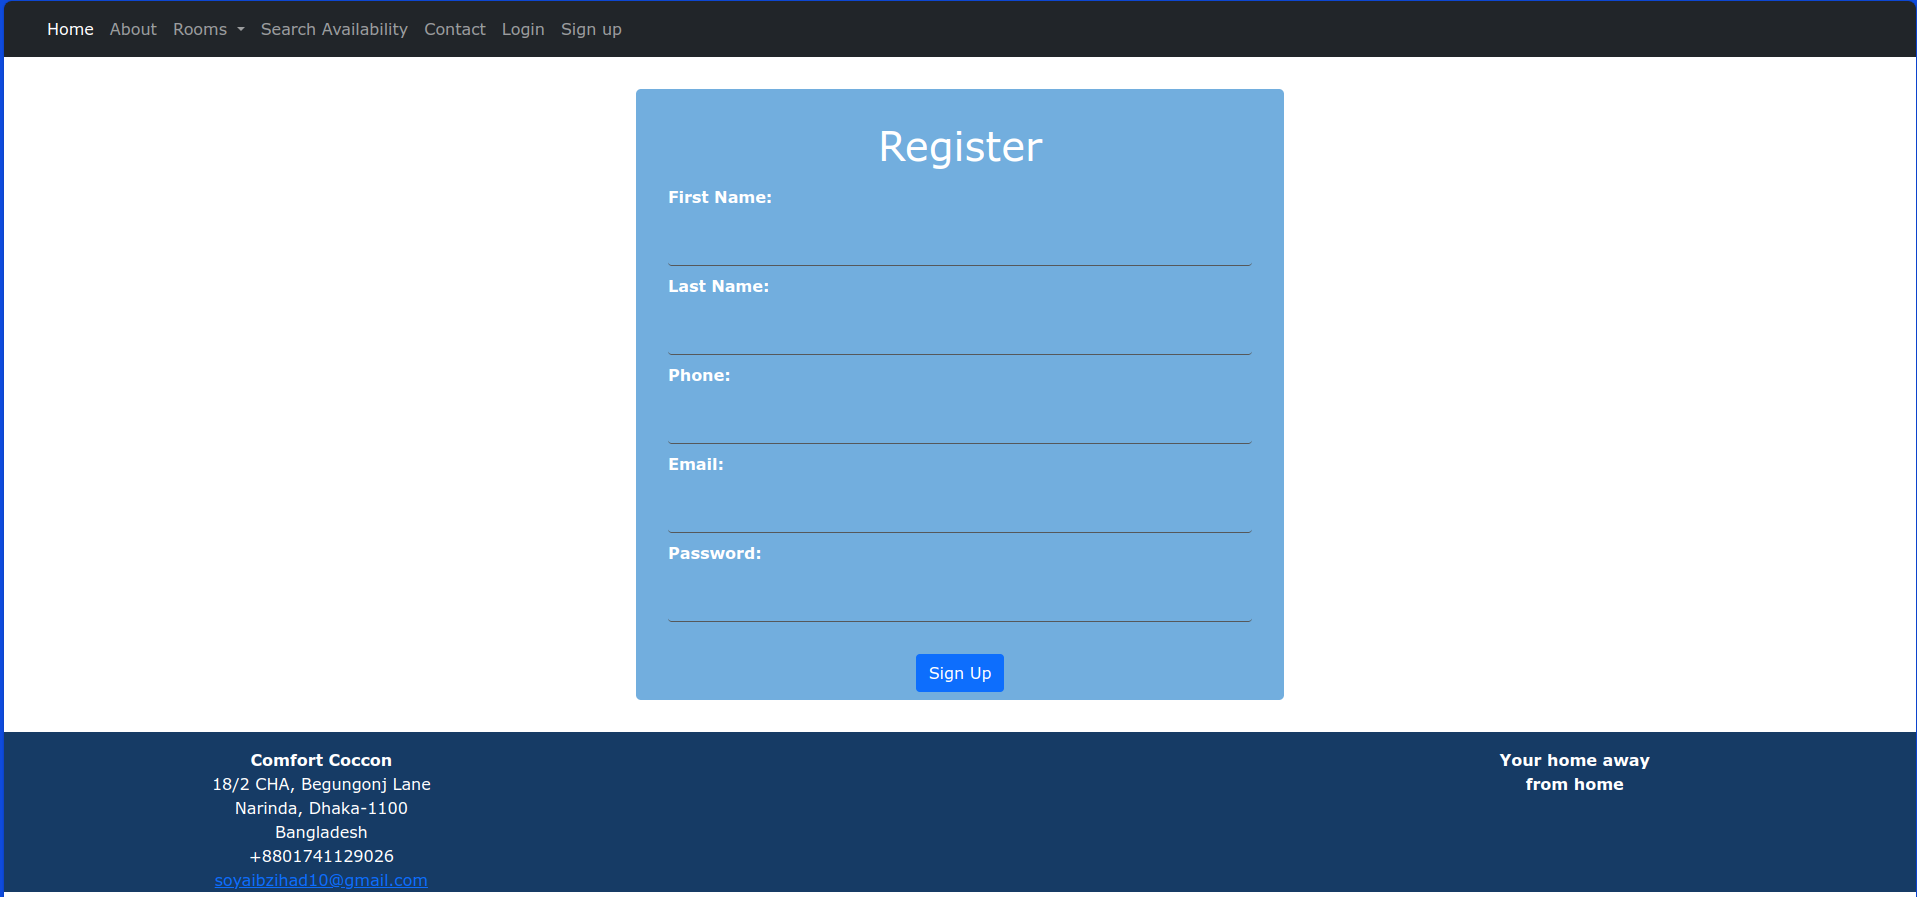 Home About Rooms Search Availability Contact Login Sign up
Register
First Name:
Last Name:
Phone:
Email:
Password:
Sign Up
Comfort Coccon
18/2 CHA, Begungonj Lane
Narinda, Dhaka-1100
Bangladesh
+8801741129026
soyaibzihad10@gmail.com
Your home away
from home